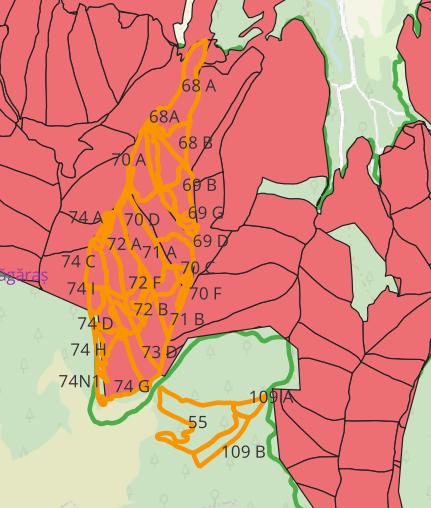 68 A
68A
68 B
70 A
69 B
69 G
74 A
70 D
69 D
72 A
71 A
74 C
70 C
ăgăraș
72 F
74 I
70 F
72 B
71 B
74 D
74 H
73 D
74N1
74 G
109 A
55
109 B